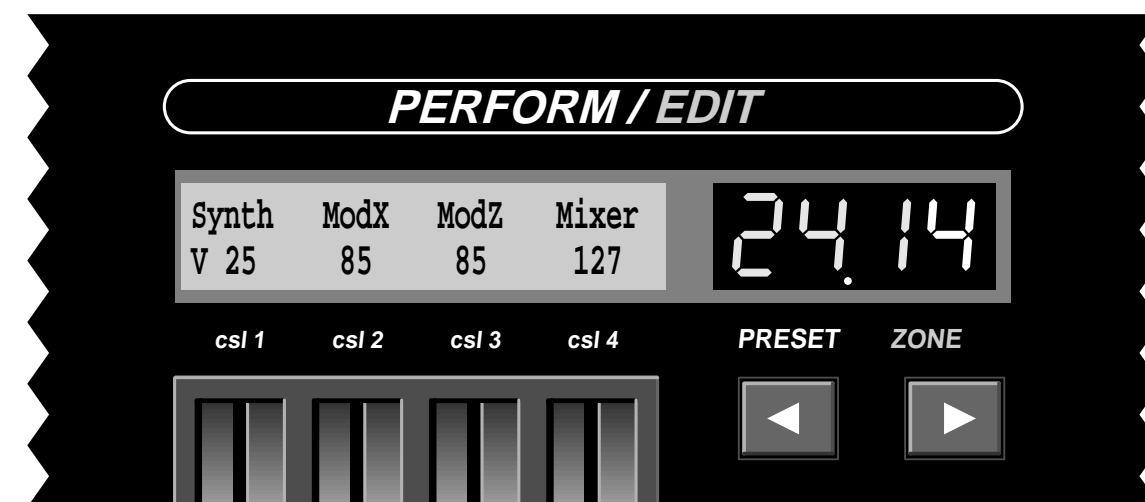 PERFORM / EDIT
Synth ModX ModZ Mixer
V 25 85 85 127
24.14
csl 1 csl 2 csl 3 csl 4
PRESET ZONE